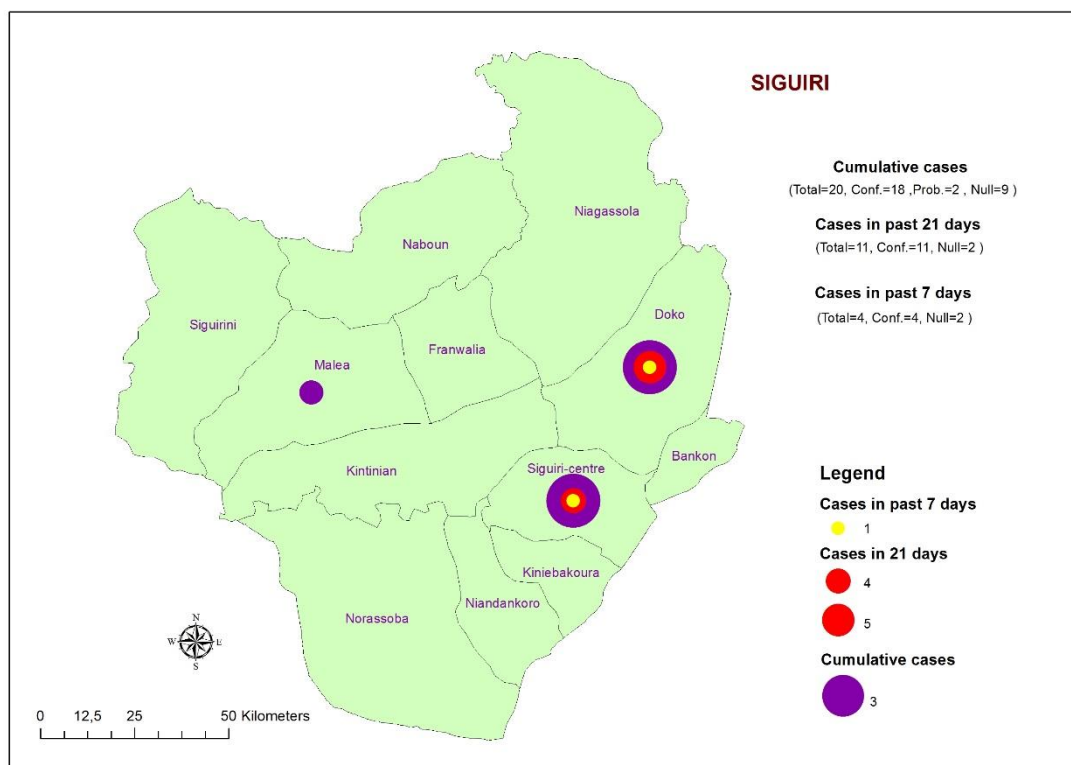 SIGUIRI
Cumulative cases
(Total=20, Conf.=18 ,Prob.=2 , Null=9 )
Cases in past 21 days
(Total=11, Conf.=11, Null=2 )
Cases in past 7 days
(Total=4, Conf.=4, Null=2 )
Niagassola
Naboun
Doko
Siguirini
Franwalia
Malea
Bankon
Siguiri-centre
Kintinian
Kiniebakoura
Niandankoro
Norassoba
Legend
Cases in past 7 days
1
Cases in 21 days
4
5
Cumulative cases
3
N
W E
S
0 12,5 25 50 Kilometers